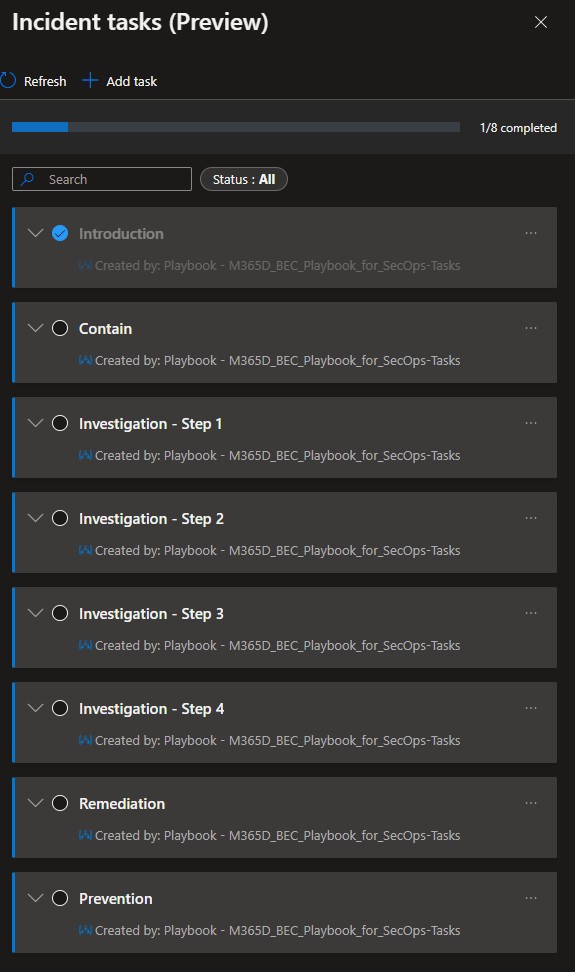 Incident tasks (Preview)
Refresh
Add task
1/8 completed
Search
Status : All
Introduction
Created by: Playbook - M365D_BEC_Playbook_for_SecOps-Tasks
Contain
Created by: Playbook - M365D_BEC_Playbook_for_SecOps-Tasks
Investigation - Step 1
Created by: Playbook - M365D_BEC_Playbook_for_SecOps-Tasks
Investigation - Step 2
Created by: Playbook - M365D_BEC_Playbook_for_SecOps-Tasks
Investigation - Step 3
Created by: Playbook - M365D_BEC_Playbook_for_SecOps-Tasks
Investigation - Step 4
Created by: Playbook - M365D_BEC_Playbook_for_SecOps-Tasks
Remediation
Created by: Playbook - M365D_BEC_Playbook_for_SecOps-Tasks
Prevention
Created by: Playbook - M365D_BEC_Playbook_for_SecOps-Tasks